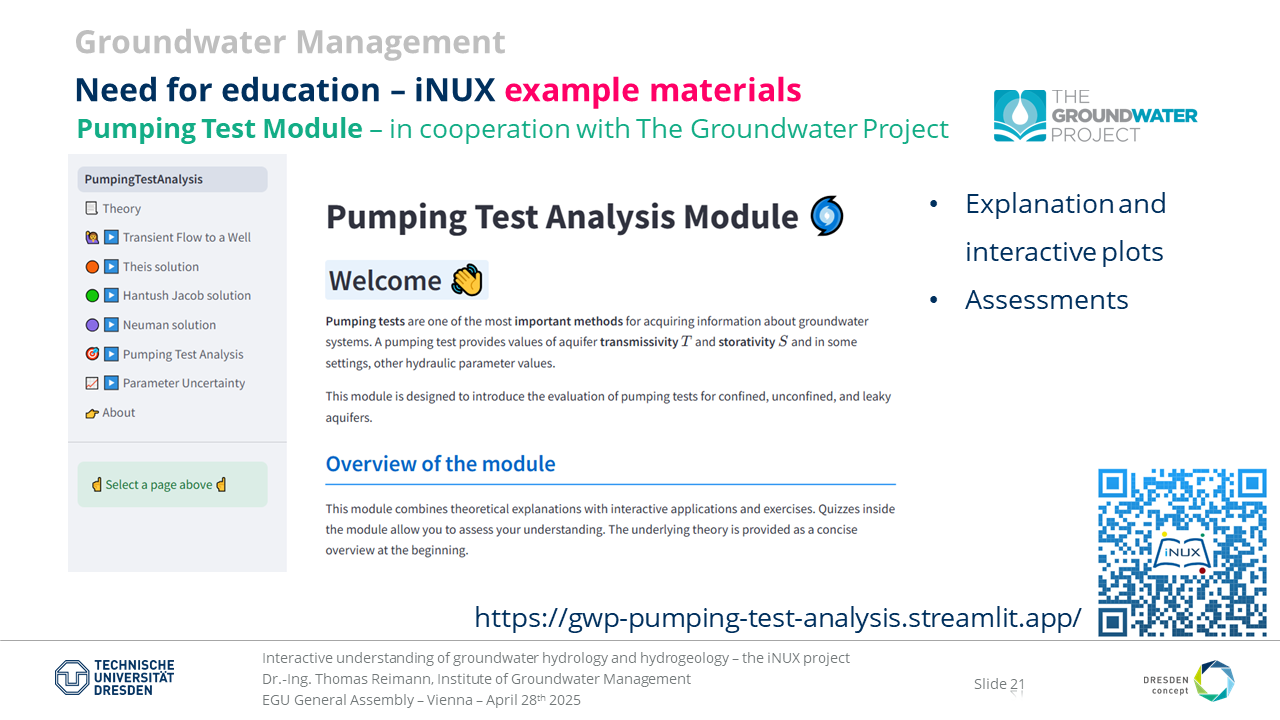 Groundwater Management
Need for education – iNUX example materials
Pumping Test Module – in cooperation with The Groundwater Project
THE
GROUNDWATER
PROJECT
PumpingTestAnalysis
Theory
Transient Flow to a Well
Theis solution
Hantush Jacob solution
Neuman solution
Pumping Test Analysis
Parameter Uncertainty
About
Select a page above
Pumping Test Analysis Module
Welcome
Pumping tests are one of the most important methods for acquiring information about groundwater
systems. A pumping test provides values of aquifer transmissivity T and storativity S and in some
settings, other hydraulic parameter values.
This module is designed to introduce the evaluation of pumping tests for confined, unconfined, and leaky
aquifers.
Overview of the module
This module combines theoretical explanations with interactive applications and exercises. Quizzes inside
the module allow you to assess your understanding. The underlying theory is provided as a concise
overview at the beginning.
• Explanation and
interactive plots
• Assessments
iNUX
https://gwp-pumping-test-analysis.streamlit.app/
TECHNISCHE
UNIVERSITÄT
DRESDEN
Interactive understanding of groundwater hydrology and hydrogeology – the iNUX project
Dr.-Ing. Thomas Reimann, Institute of Groundwater Management
EGU General Assembly – Vienna – April 28th 2025
Slide 21
DRESDEN
concept